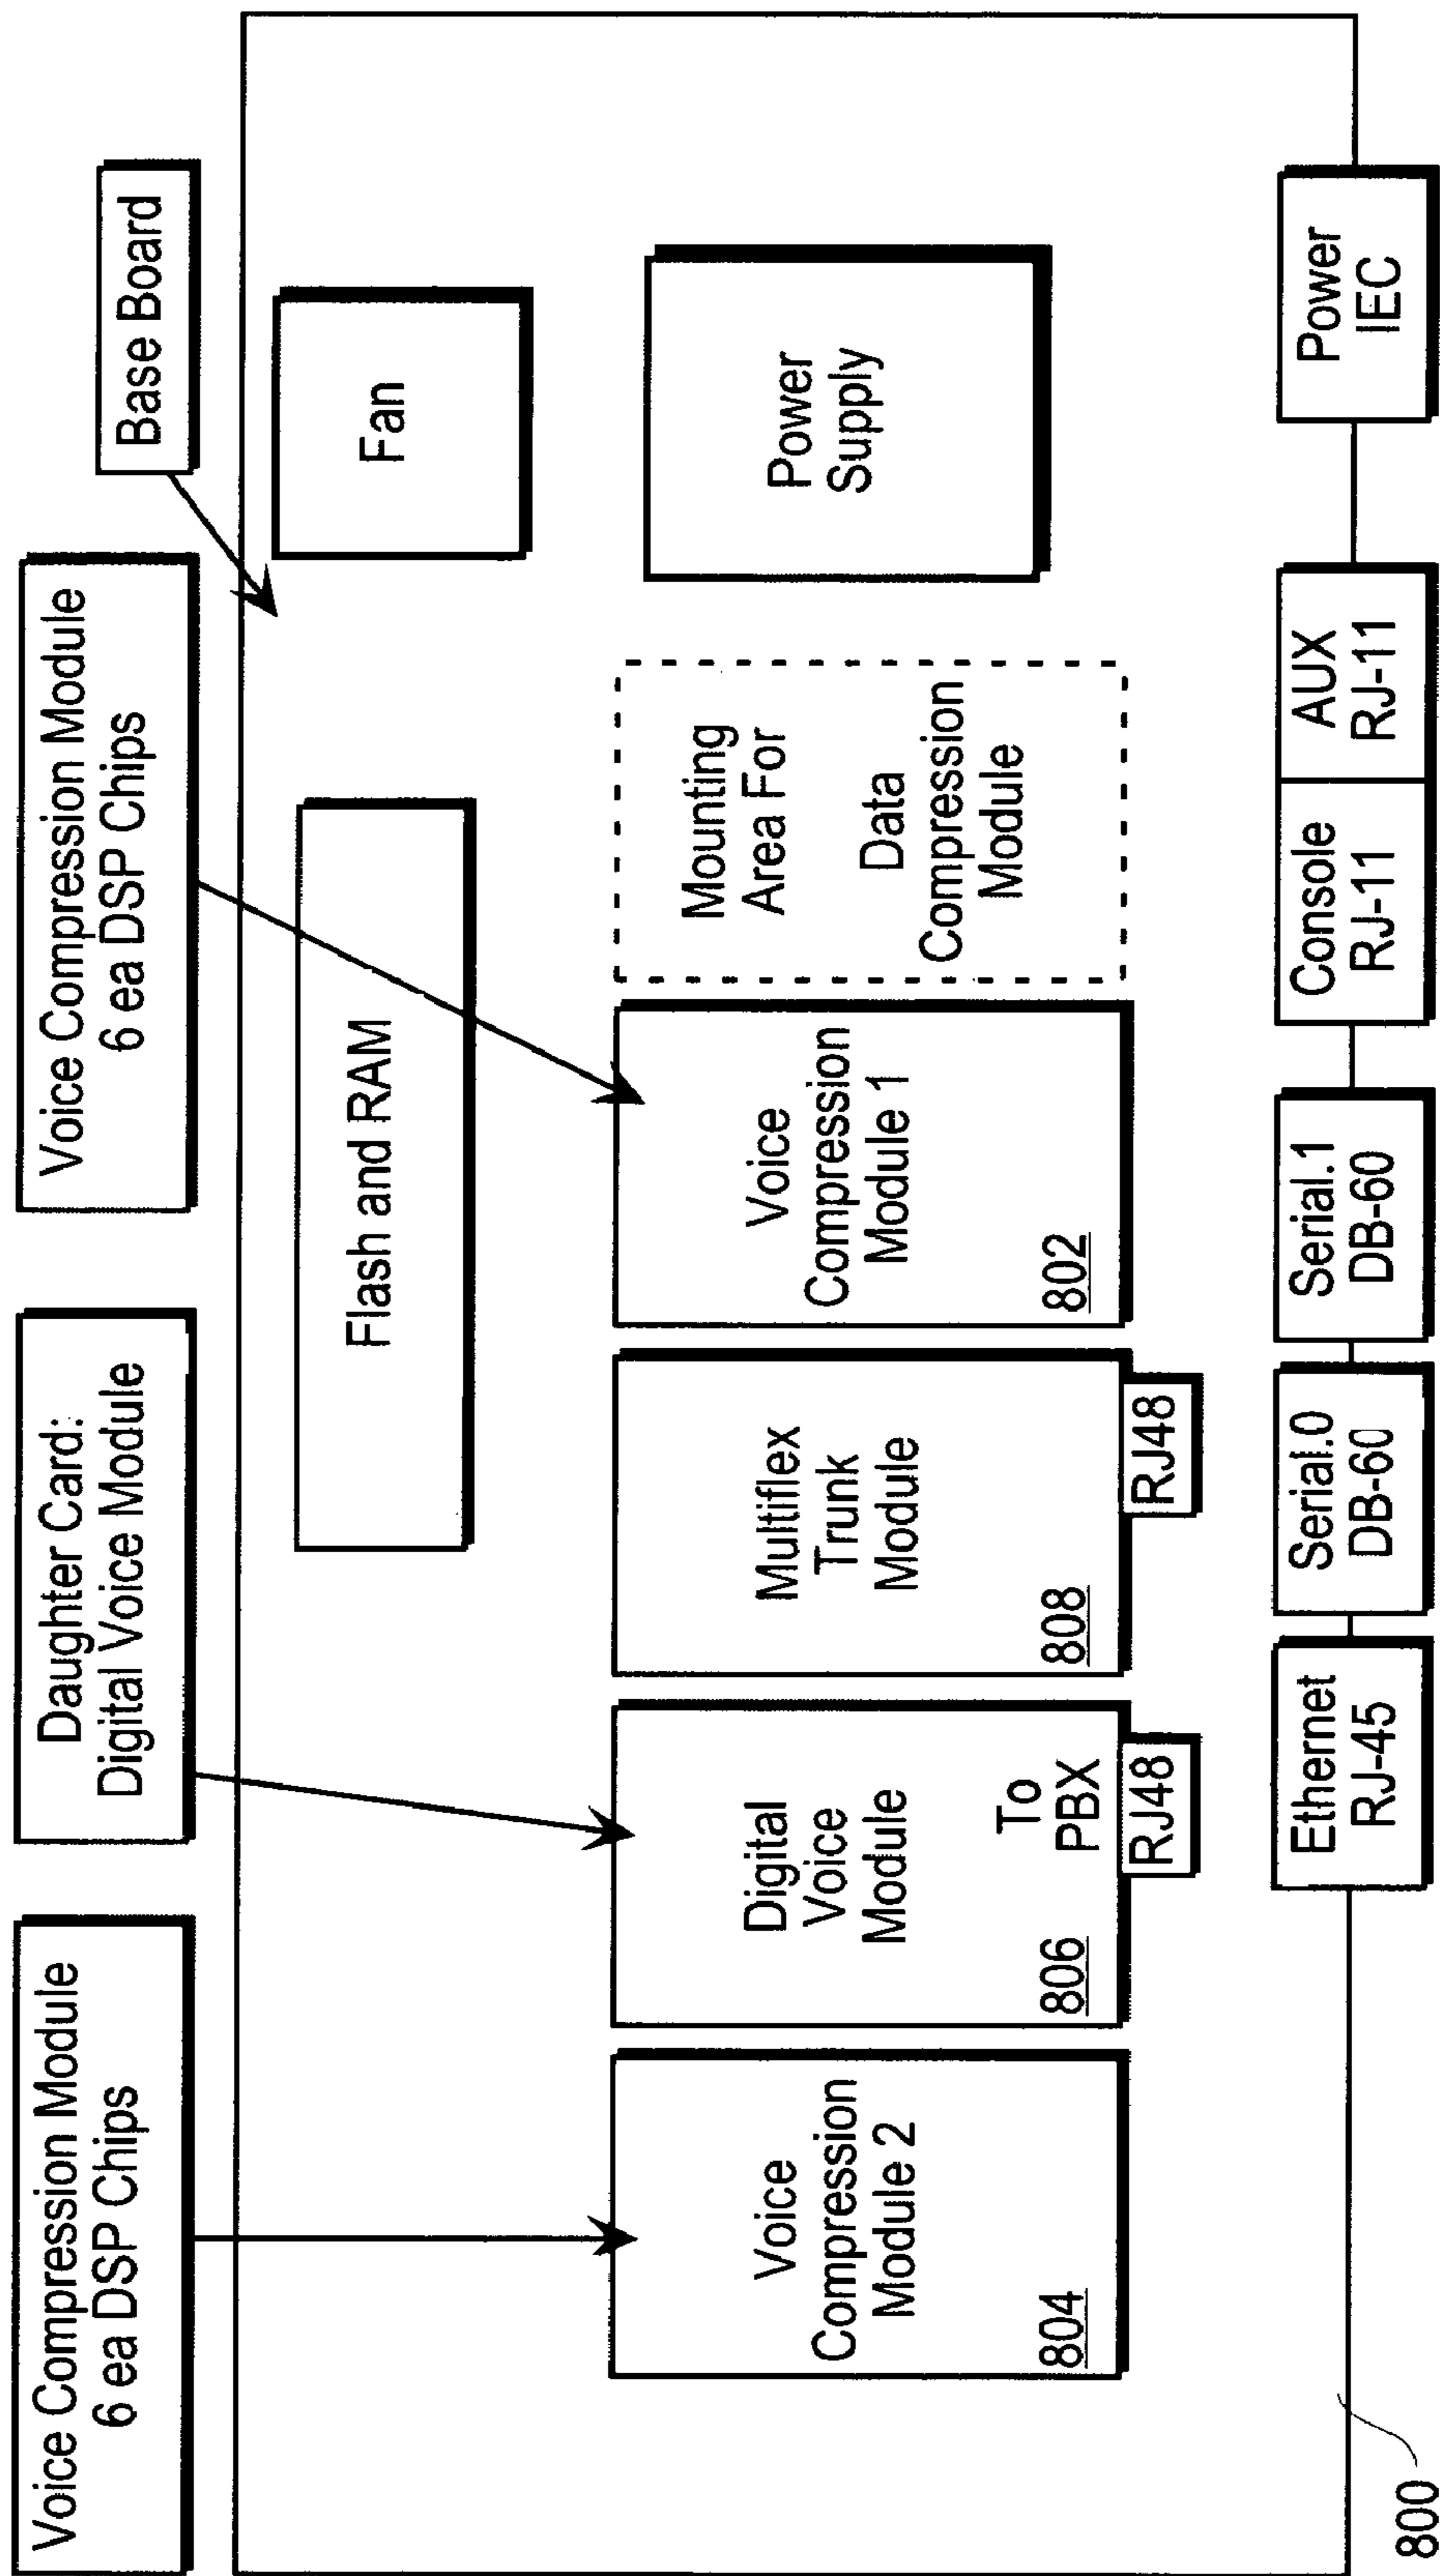 Voice Compression Module
6 ea DSP Chips
Daughter Card:
Digital Voice Module
Voice Compression Module
6 ea DSP Chips
Base Board
Flash and RAM
Fan
Voice
Compression
Module 2
804
Digital
Voice
Module
To
PBX
806
RJ48
Multiflex
Trunk
Module
808
RJ48
Voice
Compression
Module 1
802
Mounting
Area For
Data
Compression
Module
Power
Supply
Ethernet
RJ-45
Serial.0
DB-60
Serial.1
DB-60
Console
RJ-11
AUX
RJ-11
Power
IEC
800